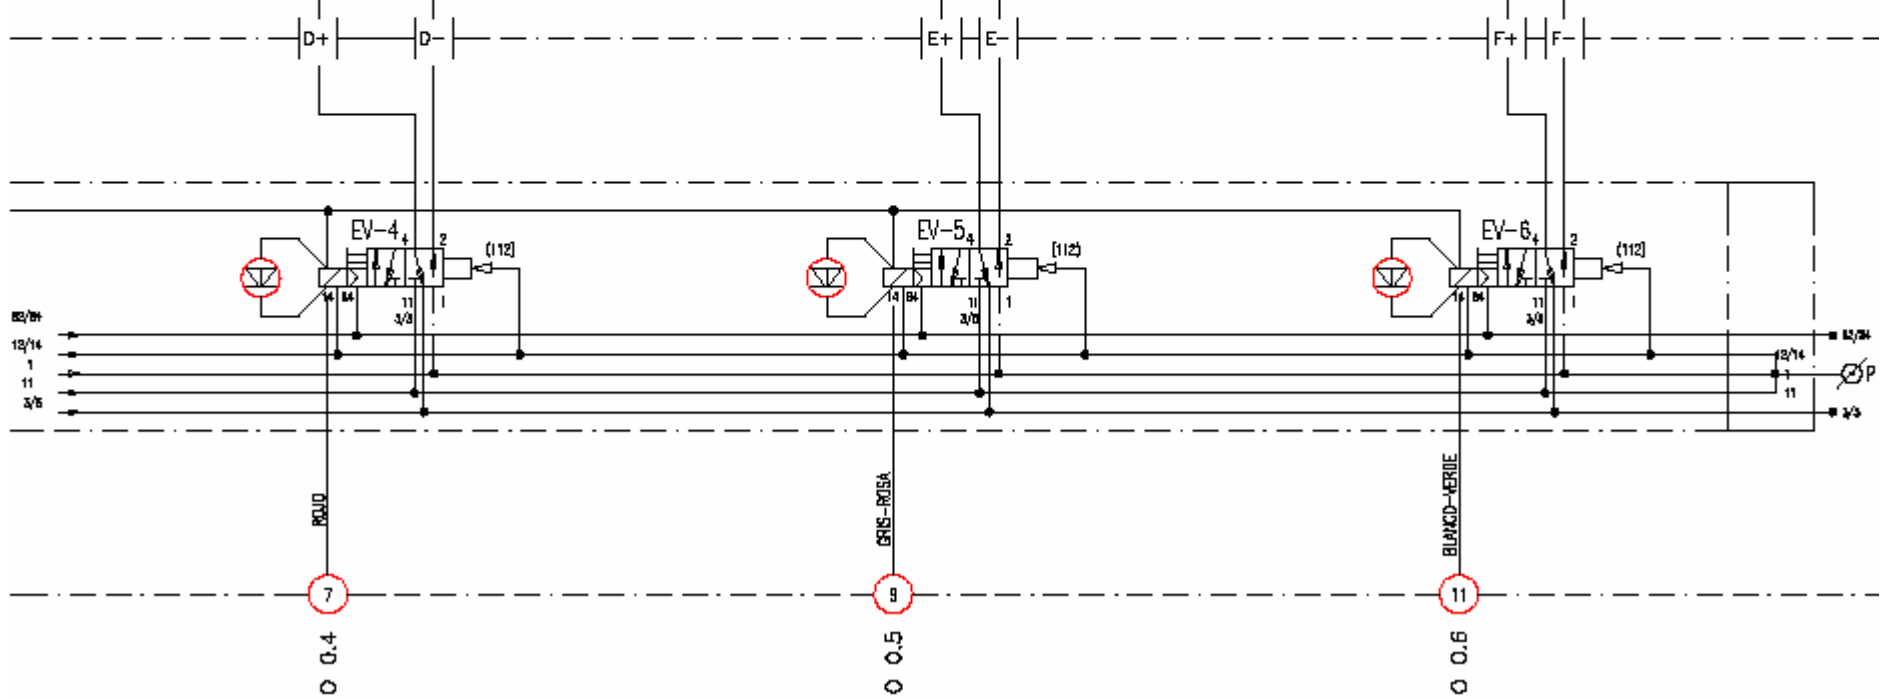 D+ D- E+ E- F+ F-
EV-4 4 2 (112)
EV-5 4 2 (112)
EV-6 4 2 (112)
14 84 11 1
14 84 11 1
14 84 11 1
3/5
3/5
3/5
82/84
12/14
1
11
3/5
82/84
12/14
1
11
3/5
P
ROJO
GRIS-ROSA
BLANCO-VERDE
7 9 11
O 0.4
O 0.5
O 0.6